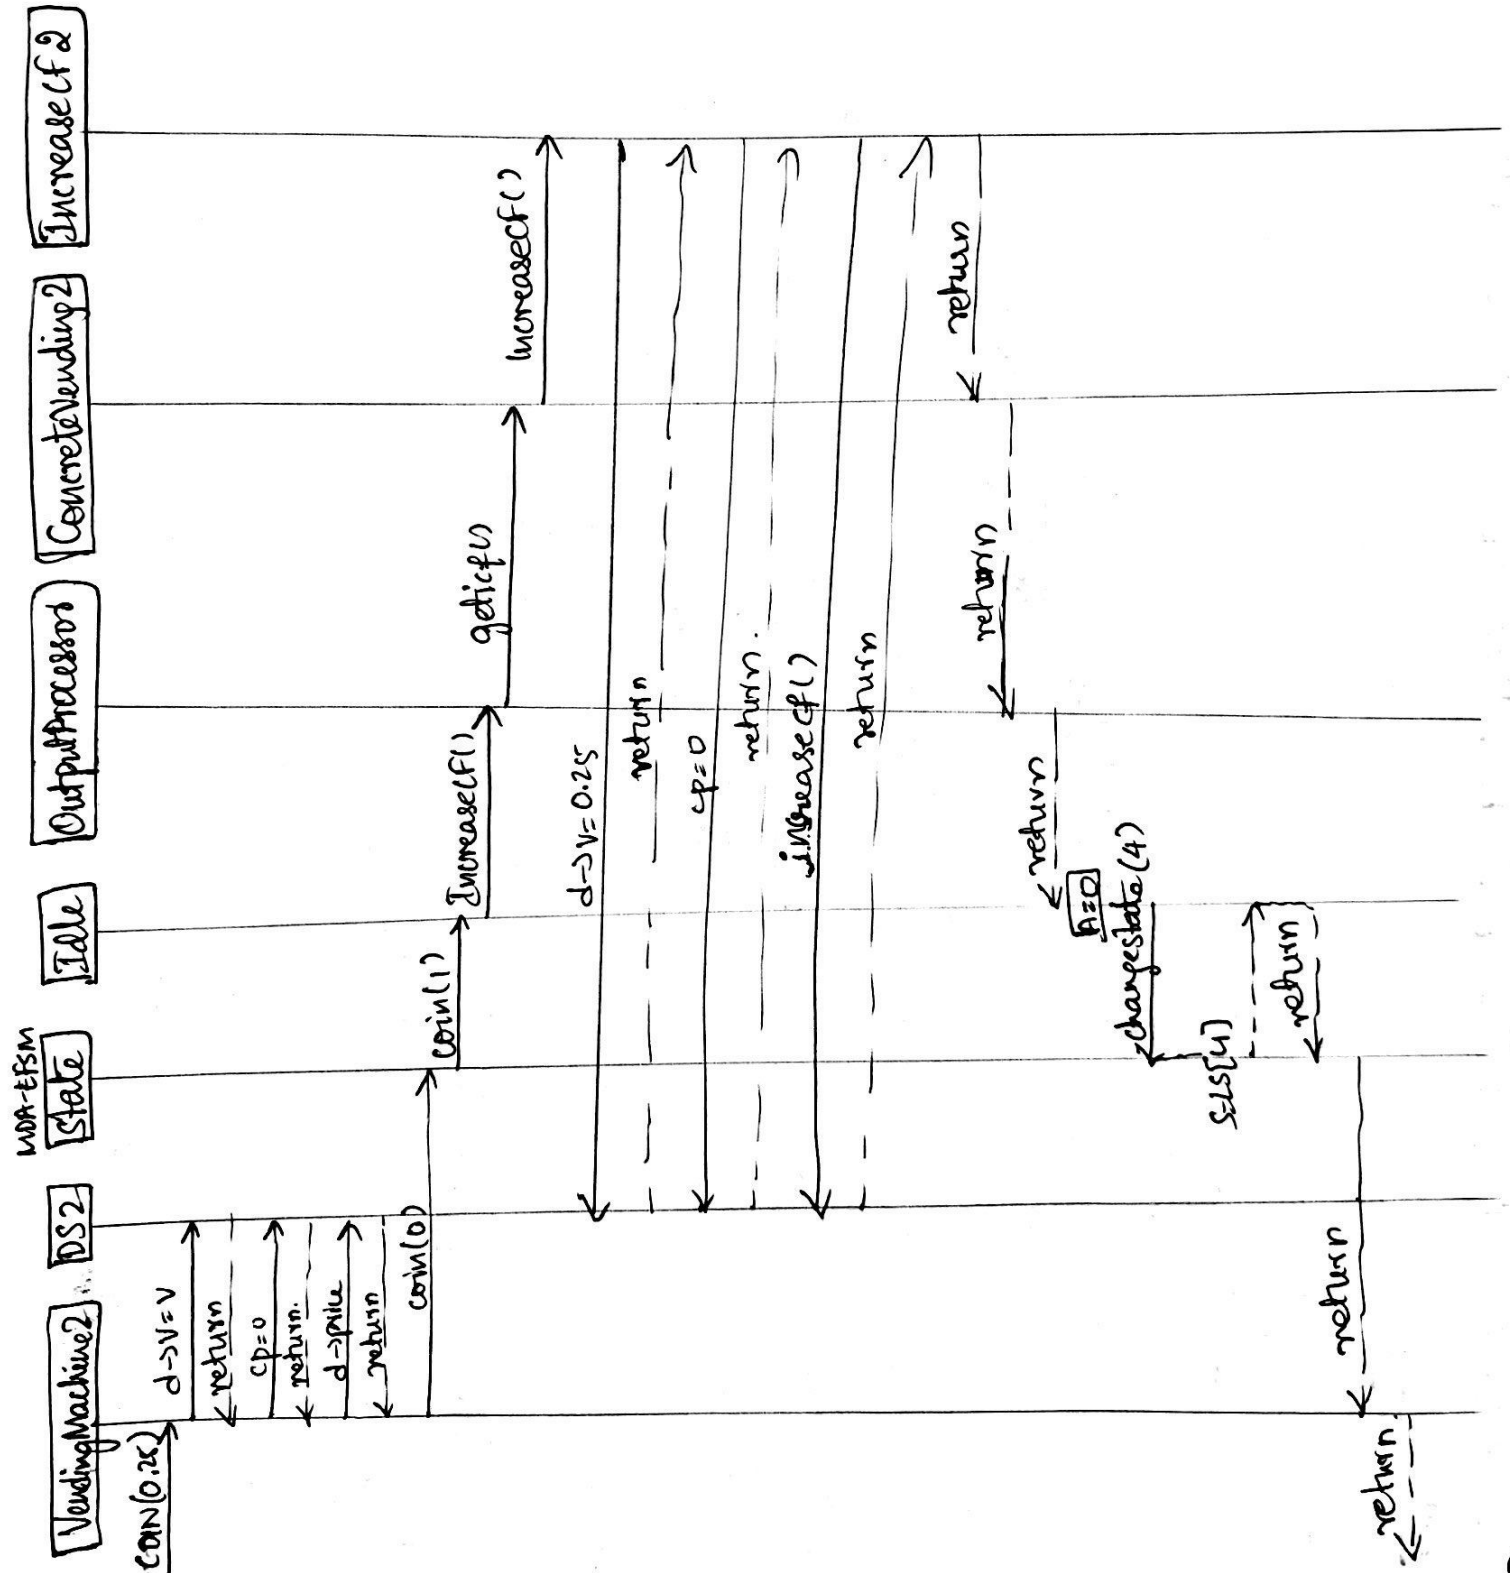 VendingMachine2
DS2
MDA-EFSM
State
Idle
OutputProcessor
ConcreteVending2
IncreaseCF2
COIN(0.25)
d->v=v
return
cp=0
return.
d->price
return
coin(0)
coin(1)
IncreaseCF()
geticf()
IncreaseCF()
d->v=0.25
return
cp=0
return.
increaseCf()
return
return
return
return
A=0
changestate(4)
S=LS[4]
return
return
return.